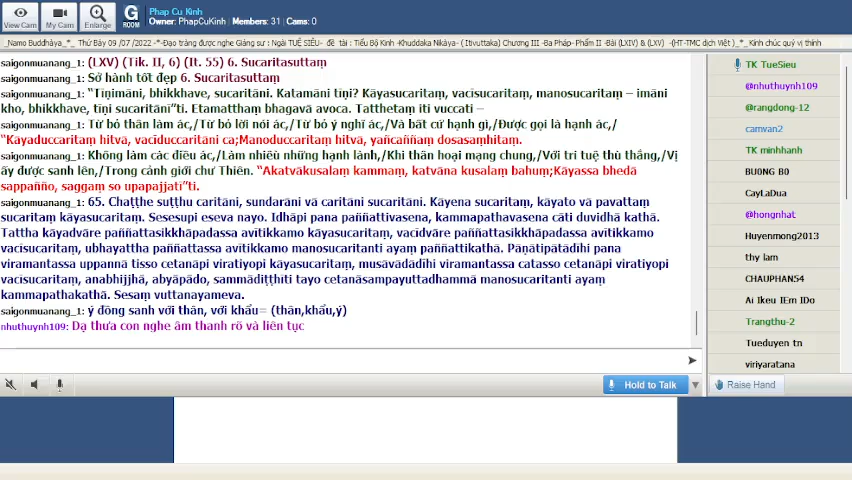 Phap Cu Kinh
Owner: PhapCuKinh | Members: 31 | Cams: 0
View Cam
My Cam
Enlarge
G
ROOM
_Namo Buddhàya_*_ Thứ Bảy 09 /07 /2022 -*-Đạo tràng được nghe Giảng sư : Ngài TUỆ SIÊU- đề tài : Tiểu Bộ Kinh -Khuddaka Nikàya- ( Itivuttaka) Chương III -Ba Pháp- Phẩm II -Bài (LXIV) & (LXV) -(HT-TMC dịch Việt )_*_ Kính chúc quý vị thính
saigonmuanang_1: (LXV) (Tik. II, 6) (It. 55) 6. Sucaritasuttaṃ
saigonmuanang_1: Sở hành tốt đẹp 6. Sucaritasuttaṃ
saigonmuanang_1: “Tīṇimāni, bhikkhave, sucaritāni. Katamāni tīṇi? Kāyasucaritaṃ, vacīsucaritaṃ, manosucaritaṃ – imāni
kho, bhikkhave, tīṇi sucaritānī”ti. Etamatthaṃ bhagavā avoca. Tatthetaṃ iti vuccati –
saigonmuanang_1: Từ bỏ thân làm ác,/Từ bỏ lời nói ác,/Từ bỏ ý nghĩ ác,/Và bất cứ hạnh gì,/Được gọi là hạnh ác,/
“Kāyaduccaritaṃ hitvā, vacīduccaritāni ca;Manoduccaritaṃ hitvā, yañcaññaṃ dosasaṃhitaṃ.
saigonmuanang_1: Không làm các điều ác,/Làm nhiều những hạnh lành,/Khi thân hoại mạng chung,/Với trí tuệ thù thắng,/Vị
ấy được sanh lên,/Trong cảnh giới chư Thiên. “Akatvākusalaṃ kammaṃ, katvāna kusalaṃ bahuṃ;Kāyassa bhedā
sappañño, saggaṃ so upapajjatī”ti.
saigonmuanang_1: 65. Chaṭṭhe suṭṭhu caritāni, sundarāni vā caritāni sucaritāni. Kāyena sucaritaṃ, kāyato vā pavattaṃ
sucaritaṃ kāyasucaritaṃ. Sesesupi eseva nayo. Idhāpi pana paññattivasena, kammapathavasena cāti duvidhā kathā.
Tattha kāyadvāre paññattasikkhāpadassa avītikkamo kāyasucaritaṃ, vacīdvāre paññattasikkhāpadassa avītikkamo
vacīsucaritaṃ, ubhayattha paññattassa avītikkamo manosucaritanti ayaṃ paññattikathā. Pāṇātipātādīhi pana
viramantassa uppannā tisso cetanāpi viratiyopi kāyasucaritaṃ, musāvādādīhi viramantassa catasso cetanāpi viratiyopi
vacīsucaritaṃ, anabhijjhā, abyāpādo, sammādiṭṭhīti tayo cetanāsampayuttadhammā manosucaritanti ayaṃ
kammapathakathā. Sesaṃ vuttanayameva.
saigonmuanang_1: ý đồng sanh với thân, với khẩu= (thân,khẩu,ý)
nhuthuynh109: Dạ thưa con nghe âm thanh rõ và liên tục
Hold to Talk
TK TueSieu
@nhuthuynh109
@rangdong-12
camvan2
TK minhhanh
BUONG B0
CayLaDua
@hongnhat
Huyenmong2013
thy lam
CHAUPHAN54
Ai Ikeu IEm IDo
Trangthu-2
Tueduyen tn
viriyaratana
Raise Hand